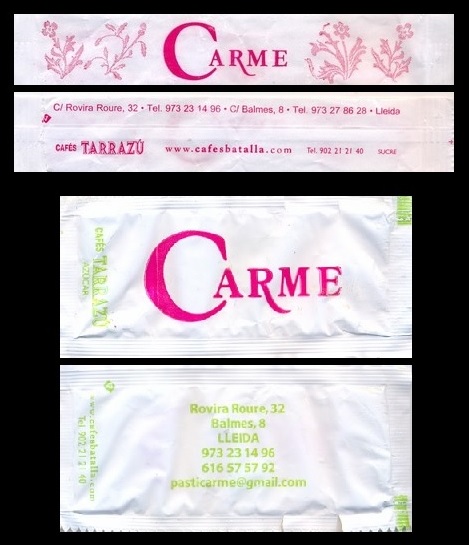 CARME
C/ Rovira Roure, 32 • Tel. 973 23 14 96 • C/ Balmes, 8 • Tel. 973 27 86 28 • Lleida
CAFÉS TARRAZÚ www.cafesbatalla.com Tel. 902 21 21 40 SUCRE
CAFÉS TARRAZÚ
AZÚCAR
CARME
www.cafesbatalla.com
Tel. 902 21 21 40
Rovira Roure, 32
Balmes, 8
LLEIDA
973 23 14 96
616 57 57 92
pasticarme@gmail.com